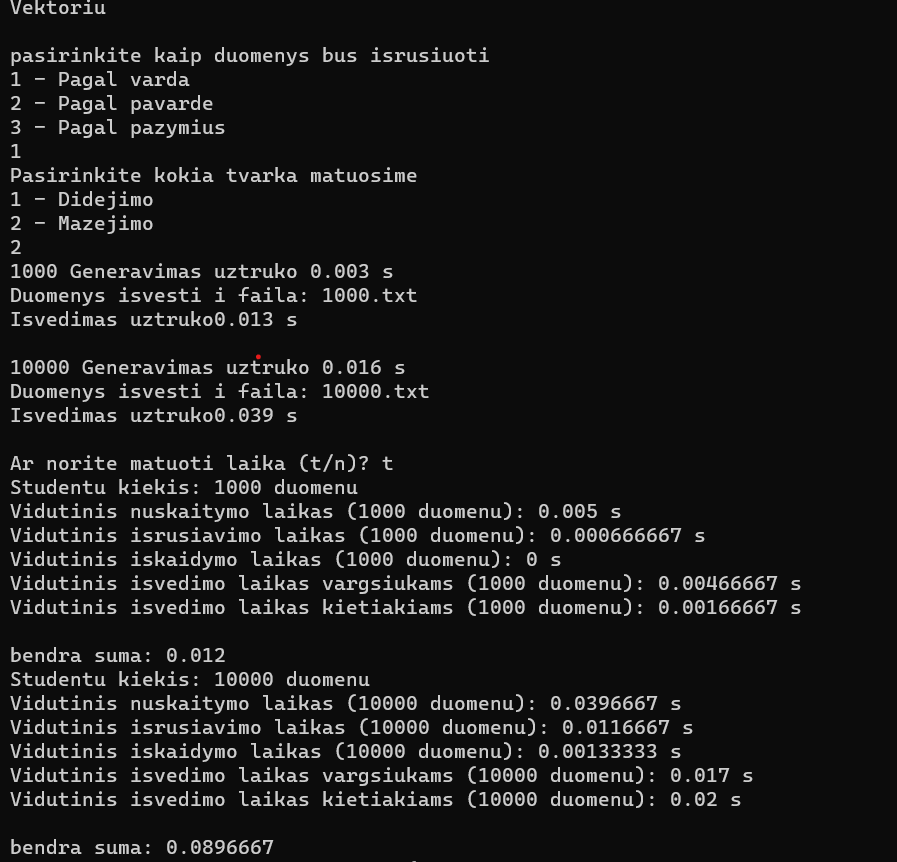 Vektoriu
pasirinkite kaip duomenys bus isrusiuoti
1 - Pagal varda
2 - Pagal pavarde
3 - Pagal pazymius
1
Pasirinkite kokia tvarka matuosime
1 - Didejimo
2 - Mazejimo
2
1000 Generavimas uztruko 0.003 s
Duomenys isvesti i faila: 1000.txt
Isvedimas uztruko0.013 s
10000 Generavimas uztruko 0.016 s
Duomenys isvesti i faila: 10000.txt
Isvedimas uztruko0.039 s
Ar norite matuoti laika (t/n)? t
Studentu kiekis: 1000 duomenu
Vidutinis nuskaitymo laikas (1000 duomenu): 0.005 s
Vidutinis isrusiavimo laikas (1000 duomenu): 0.000666667 s
Vidutinis iskaidymo laikas (1000 duomenu): 0 s
Vidutinis isvedimo laikas vargsiukams (1000 duomenu): 0.00466667 s
Vidutinis isvedimo laikas kietiakiams (1000 duomenu): 0.00166667 s
bendra suma: 0.012
Studentu kiekis: 10000 duomenu
Vidutinis nuskaitymo laikas (10000 duomenu): 0.0396667 s
Vidutinis isrusiavimo laikas (10000 duomenu): 0.0116667 s
Vidutinis iskaidymo laikas (10000 duomenu): 0.00133333 s
Vidutinis isvedimo laikas vargsiukams (10000 duomenu): 0.017 s
Vidutinis isvedimo laikas kietiakiams (10000 duomenu): 0.02 s
bendra suma: 0.0896667